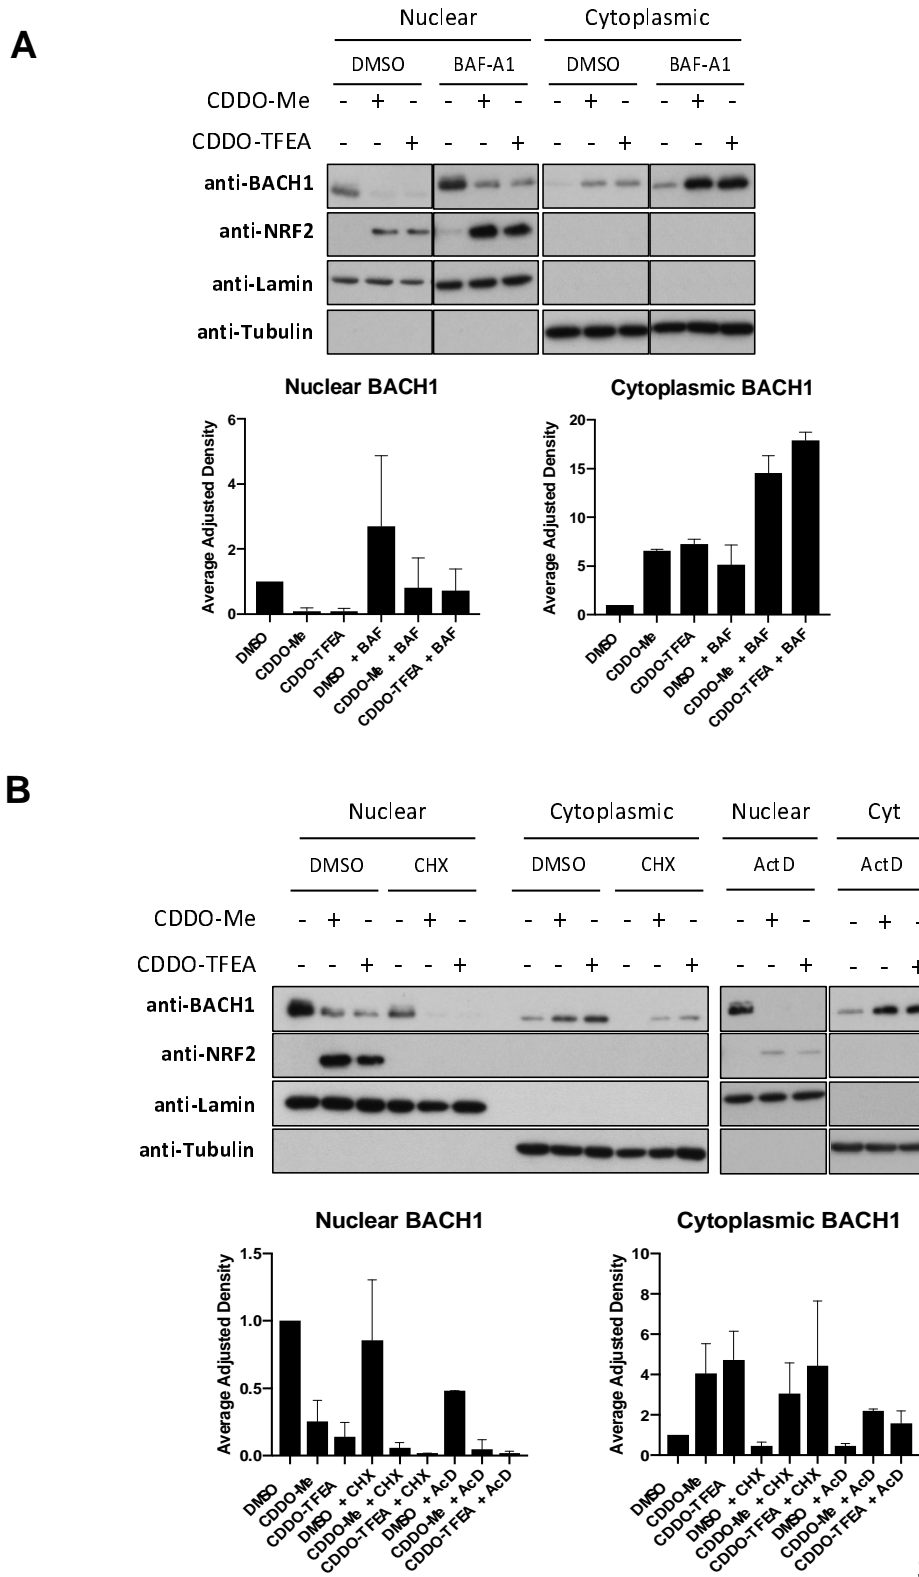 A
Nuclear Cytoplasmic
DMSO BAF-A1 DMSO BAF-A1
CDDO-Me - + - - + - - + - - + -
CDDO-TFEA - - + - - + - - + - - +
anti-BACH1
anti-NRF2
anti-Lamin
anti-Tubulin
Nuclear BACH1
Average Adjusted Density
6
4
2
0
DMSO
CDDO-Me
CDDO-TFEA
DMSO + BAF
CDDO-Me + BAF
CDDO-TFEA + BAF
Cytoplasmic BACH1
Average Adjusted Density
20
15
10
5
0
DMSO
CDDO-Me
CDDO-TFEA
DMSO + BAF
CDDO-Me + BAF
CDDO-TFEA + BAF
B
Nuclear Cytoplasmic Nuclear Cyt
DMSO CHX DMSO CHX ActD ActD
CDDO-Me - + - - + - - + - - + - - + - - + -
CDDO-TFEA - - + - - + - - + - - + - - + - - +
anti-BACH1
anti-NRF2
anti-Lamin
anti-Tubulin
Nuclear BACH1
Average Adjusted Density
1.5
1.0
0.5
0.0
DMSO
CDDO-Me
CDDO-TFEA
DMSO + CHX
CDDO-Me + CHX
CDDO-TFEA + CHX
DMSO + AcD
CDDO-Me + AcD
CDDO-TFEA + AcD
Cytoplasmic BACH1
Average Adjusted Density
10
8
6
4
2
0
DMSO
CDDO-Me
CDDO-TFEA
DMSO + CHX
CDDO-Me + CHX
CDDO-TFEA + CHX
DMSO + AcD
CDDO-Me + AcD
CDDO-TFEA + AcD